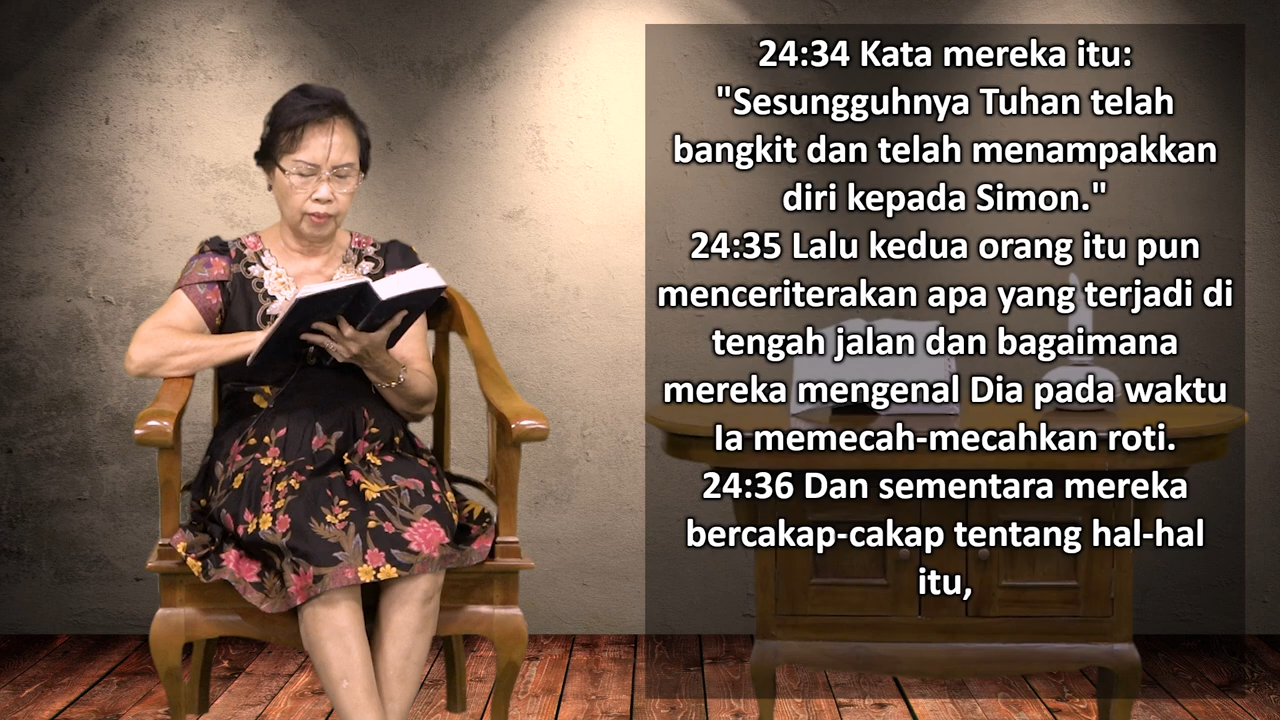 24:34 Kata mereka itu:
"Sesungguhnya Tuhan telah
bangkit dan telah menampakkan
diri kepada Simon."
24:35 Lalu kedua orang itu pun
menceriterakan apa yang terjadi di
tengah jalan dan bagaimana
mereka mengenal Dia pada waktu
Ia memecah-mecahkan roti.
24:36 Dan sementara mereka
bercakap-cakap tentang hal-hal
itu,